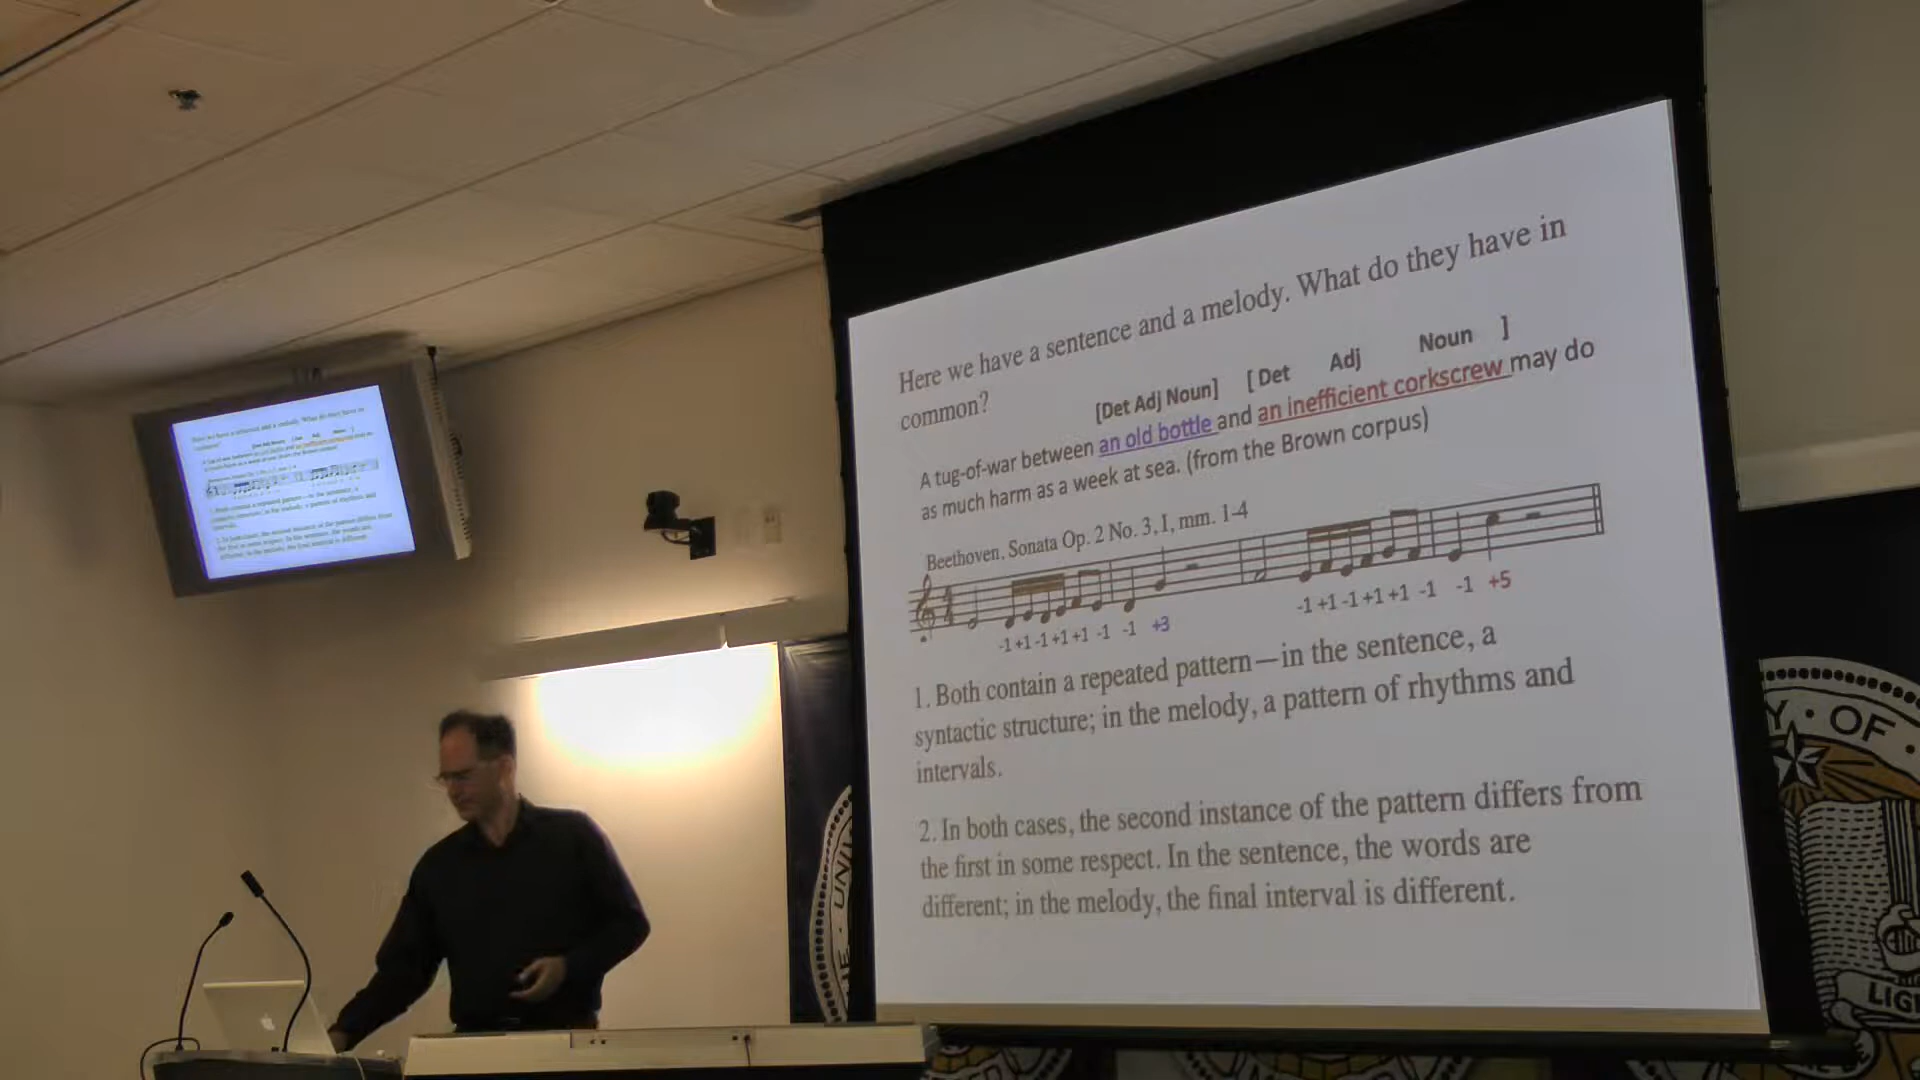 Here we have a sentence and a melody. What do they have in
common?
[Det Adj Noun] [Det Adj Noun ]
A tug-of-war between an old bottle and an inefficient corkscrew may do
as much harm as a week at sea. (from the Brown corpus)
Beethoven, Sonata Op. 2 No. 3, I, mm. 1-4
-1 +1 -1 +1 +1 -1 -1 +3
-1 +1 -1 +1 +1 -1 -1 +5
1. Both contain a repeated pattern—in the sentence, a
syntactic structure; in the melody, a pattern of rhythms and
intervals.
2. In both cases, the second instance of the pattern differs from
the first in some respect. In the sentence, the words are
different; in the melody, the final interval is different.
Y · OF ·